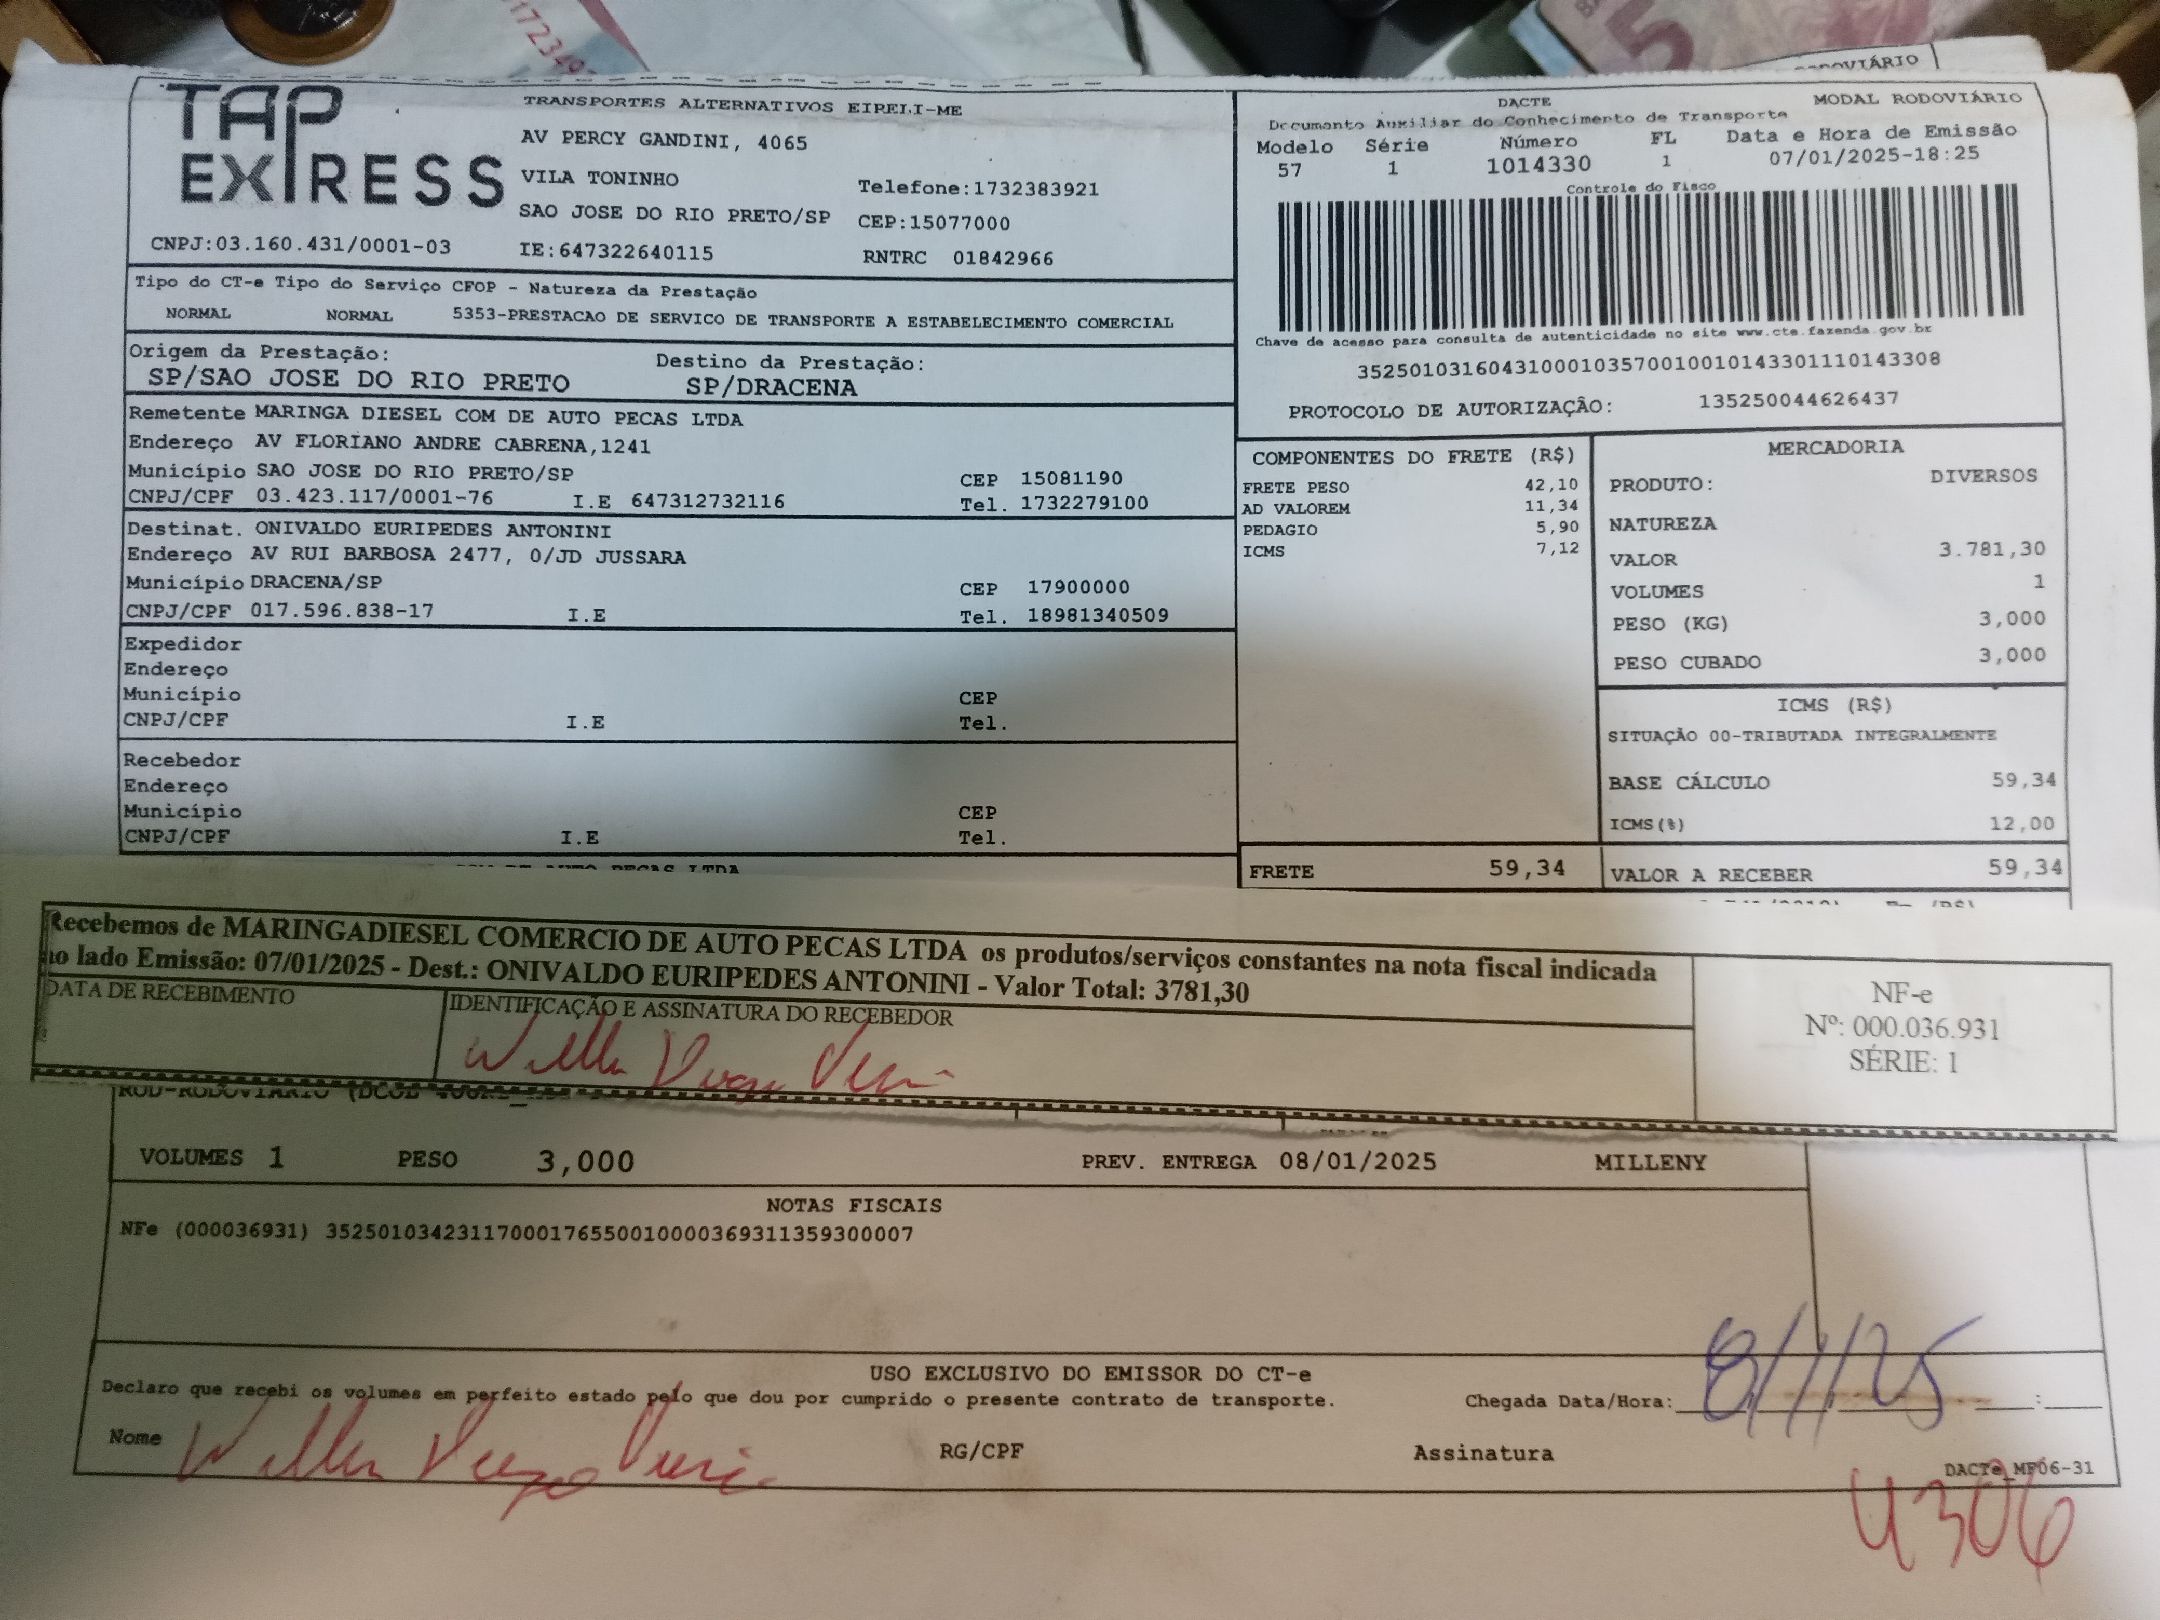 TAP EXPRESS
TRANSPORTES ALTERNATIVOS EIRELI-ME
AV PERCY GANDINI, 4065
VILA TONINHO
Telefone:1732383921
SAO JOSE DO RIO PRETO/SP CEP:15077000
CNPJ:03.160.431/0001-03 IE:647322640115 RNTRC 01842966
Tipo do CT-e Tipo do Serviço CFOP - Natureza da Prestação
NORMAL NORMAL 5353-PRESTACAO DE SERVICO DE TRANSPORTE A ESTABELECIMENTO COMERCIAL
Origem da Prestação: Destino da Prestação:
SP/SAO JOSE DO RIO PRETO SP/DRACENA
Remetente MARINGA DIESEL COM DE AUTO PECAS LTDA
Endereço AV FLORIANO ANDRE CABRENA,1241
Município SAO JOSE DO RIO PRETO/SP CEP 15081190
CNPJ/CPF 03.423.117/0001-76 I.E 647312732116 Tel. 1732279100
Destinat. ONIVALDO EURIPEDES ANTONINI
Endereço AV RUI BARBOSA 2477, 0/JD JUSSARA
Município DRACENA/SP CEP 17900000
CNPJ/CPF 017.596.838-17 I.E Tel. 18981340509
Expedidor
Endereço
Município CEP
CNPJ/CPF I.E Tel.
Recebedor
Endereço
Município CEP
CNPJ/CPF I.E Tel.
AUTO PECAS LTDA
RODOVIÁRIO
DACTE MODAL RODOVIÁRIO
Documento Auxiliar do Conhecimento de Transporte
Modelo Série Número FL Data e Hora de Emissão
57 1 1014330 1 07/01/2025-18:25
Controle do Fisco
Chave de acesso para consulta de autenticidade no site www.cte.fazenda.gov.br
35250103160431000103570010010143301110143308
PROTOCOLO DE AUTORIZAÇÃO: 135250044626437
COMPONENTES DO FRETE (R$)
FRETE PESO 42,10
AD VALOREM 11,34
PEDAGIO 5,90
ICMS 7,12
MERCADORIA
PRODUTO: DIVERSOS
NATUREZA
VALOR 3.781,30
VOLUMES 1
PESO (KG) 3,000
PESO CUBADO 3,000
ICMS (R$)
SITUAÇÃO 00-TRIBUTADA INTEGRALMENTE
BASE CÁLCULO 59,34
ICMS(%) 12,00
FRETE 59,34 VALOR A RECEBER 59,34
Recebemos de MARINGADIESEL COMERCIO DE AUTO PECAS LTDA os produtos/serviços constantes na nota fiscal indicada
ao lado Emissão: 07/01/2025 - Dest.: ONIVALDO EURIPEDES ANTONINI - Valor Total: 3781,30
DATA DE RECEBIMENTO IDENTIFICAÇÃO E ASSINATURA DO RECEBEDOR
NF-e
Nº: 000.036.931
SÉRIE: 1
ROD-RODOVIARIO
VOLUMES 1 PESO 3,000 PREV. ENTREGA 08/01/2025 MILLENY
NOTAS FISCAIS
NFe (000036931) 35250103423117000176550010000369311359300007
USO EXCLUSIVO DO EMISSOR DO CT-e
Declaro que recebi os volumes em perfeito estado pelo que dou por cumprido o presente contrato de transporte. Chegada Data/Hora: 8/1/25 :
Nome RG/CPF Assinatura
DACTe_MF06-31
4306